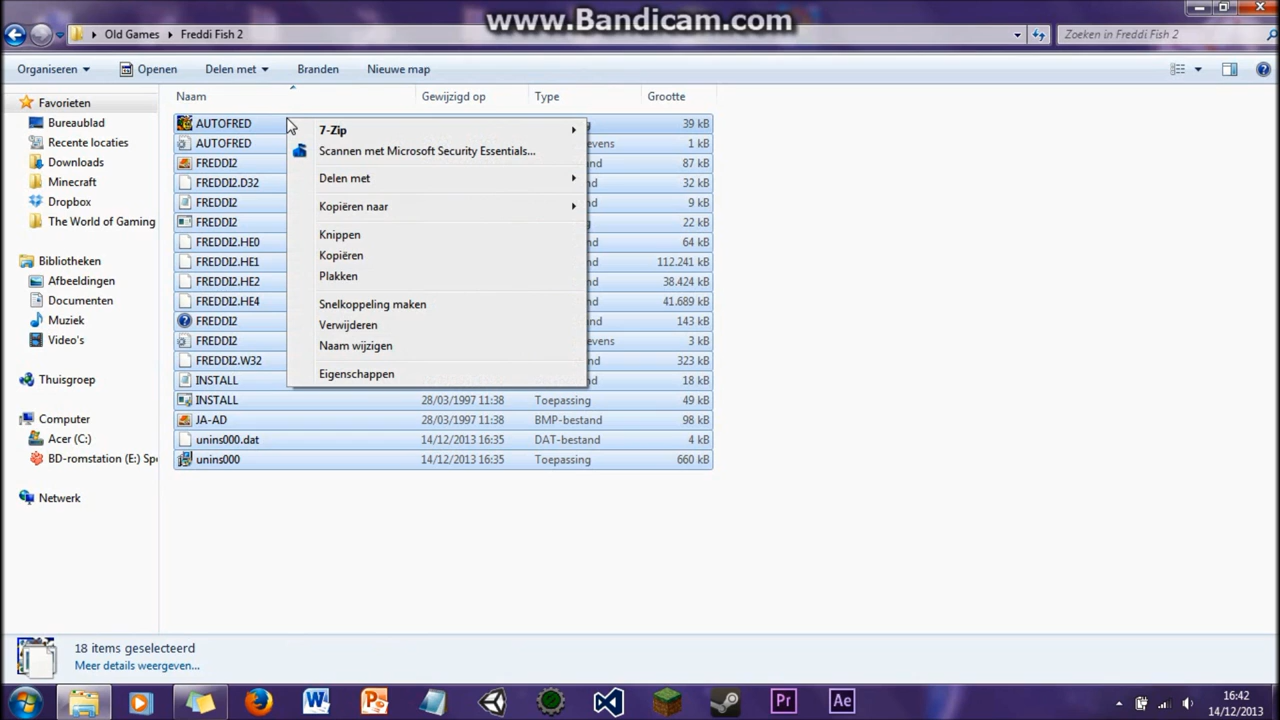 www.Bandicam.com
Old Games Freddi Fish 2 Zoeken in Freddi Fish 2
Organiseren Openen Delen met Branden Nieuwe map
Favorieten
Bureaublad
Recente locaties
Downloads
Minecraft
Dropbox
The World of Gaming
Bibliotheken
Afbeeldingen
Documenten
Muziek
Video's
Thuisgroep
Computer
Acer (C:)
BD-romstation (E:) Spe
Netwerk
Naam Gewijzigd op Type Grootte
AUTOFRED 39 kB
AUTOFRED 1 kB
FREDDI2 87 kB
FREDDI2.D32 32 kB
FREDDI2 9 kB
FREDDI2 22 kB
FREDDI2.HE0 64 kB
FREDDI2.HE1 112.241 kB
FREDDI2.HE2 38.424 kB
FREDDI2.HE4 41.689 kB
FREDDI2 143 kB
FREDDI2 3 kB
FREDDI2.W32 323 kB
INSTALL 18 kB
INSTALL 28/03/1997 11:38 Toepassing 49 kB
JA-AD 28/03/1997 11:38 BMP-bestand 98 kB
unins000.dat 14/12/2013 16:35 DAT-bestand 4 kB
unins000 14/12/2013 16:35 Toepassing 660 kB
7-Zip
Scannen met Microsoft Security Essentials...
Delen met
Kopiëren naar
Knippen
Kopiëren
Plakken
Snelkoppeling maken
Verwijderen
Naam wijzigen
Eigenschappen
18 items geselecteerd
Meer details weergeven...
W P Pr Ae
16:42
14/12/2013